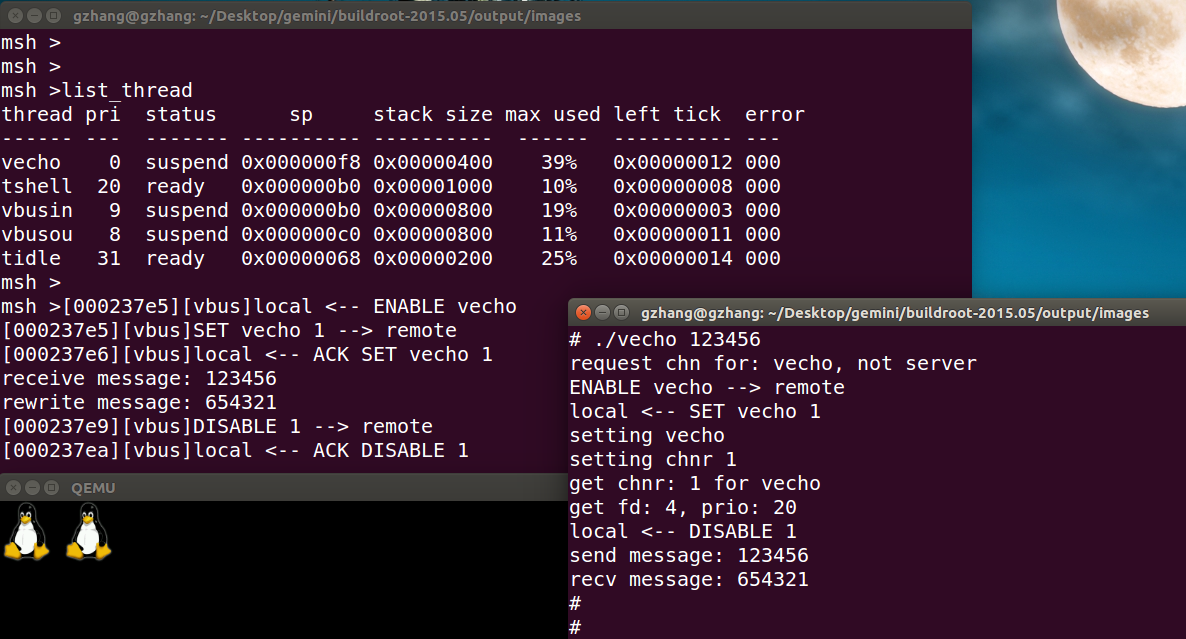 gzhang@gzhang: ~/Desktop/gemini/buildroot-2015.05/output/images
msh >
msh >
msh >list_thread
thread pri  status      sp     stack size max used left tick  error
------ ---  ------- ---------- ----------  ------  ---------- ---
vecho    0  suspend 0x000000f8 0x00000400    39%   0x00000012 000
tshell  20  ready   0x000000b0 0x00001000    10%   0x00000008 000
vbusin   9  suspend 0x000000b0 0x00000800    19%   0x00000003 000
vbusou   8  suspend 0x000000c0 0x00000800    11%   0x00000011 000
tidle   31  ready   0x00000068 0x00000200    25%   0x00000014 000
msh >
msh >[000237e5][vbus]local <-- ENABLE vecho
[000237e5][vbus]SET vecho 1 --> remote
[000237e6][vbus]local <-- ACK SET vecho 1
receive message: 123456
rewrite message: 654321
[000237e9][vbus]DISABLE 1 --> remote
[000237ea][vbus]local <-- ACK DISABLE 1
gzhang@gzhang: ~/Desktop/gemini/buildroot-2015.05/output/images
# ./vecho 123456
request chn for: vecho, not server
ENABLE vecho --> remote
local <-- SET vecho 1
setting vecho
setting chnr 1
get chnr: 1 for vecho
get fd: 4, prio: 20
local <-- DISABLE 1
send message: 123456
recv message: 654321
#
#
QEMU